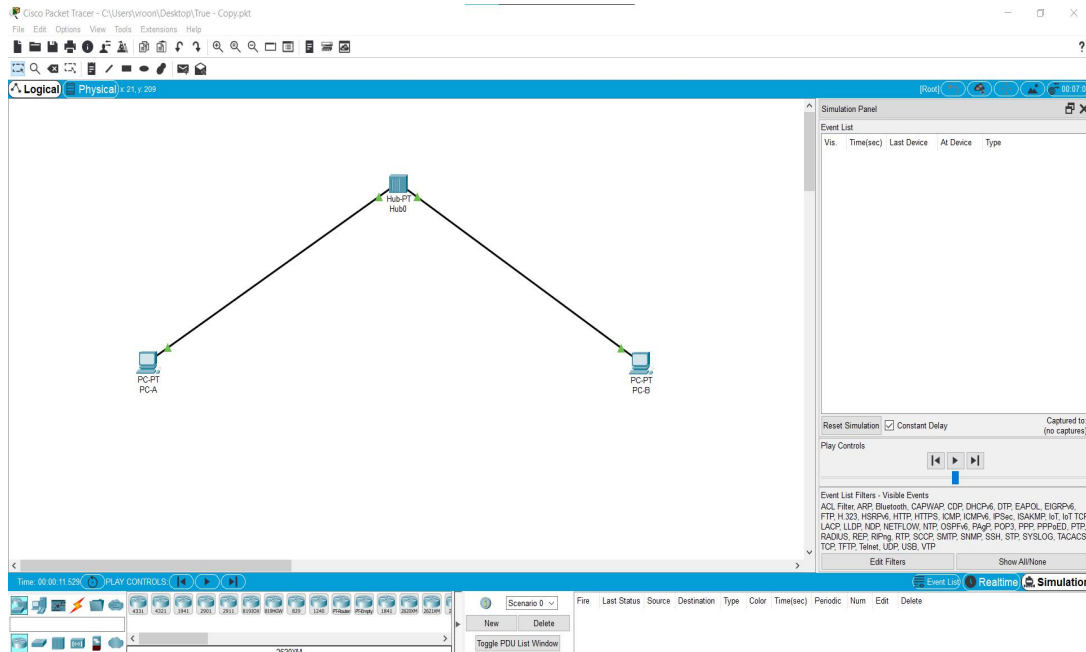 Cisco Packet Tracer - C:\Users\vroon\Desktop\True - Copy.pkt
File Edit Options View Tools Extensions Help
?
Logical Physical x: 21, y: 209 [Root] 00:07:0
Simulation Panel
Event List
Vis. Time(sec) Last Device At Device Type
Hub-PT
Hub0
PC-PT
PC-A
PC-PT
PC-B
Reset Simulation Constant Delay Captured to:
(no captures)
Play Controls
Event List Filters - Visible Events
ACL Filter, ARP, Bluetooth, CAPWAP, CDP, DHCPv6, DTP, EAPOL, EIGRPv6,
FTP, H.323, HSRPv6, HTTP, HTTPS, ICMP, ICMPv6, IPSec, ISAKMP, IoT, IoT TCP
LACP, LLDP, NDP, NETFLOW, NTP, OSPFv6, PAgP, POP3, PPP, PPPoED, PTP,
RADIUS, REP, RIPng, RTP, SCCP, SMTP, SNMP, SSH, STP, SYSLOG, TACACS
TCP, TFTP, Telnet, UDP, USB, VTP
Edit Filters Show All/None
Time: 00:00:11.529 PLAY CONTROLS: Event List Realtime Simulation
4331 4321 1941 2901 2911 819IOX 819HGW 829 1240 PT-Router PT-Empty 1841 2620XM 2621XM 2
Scenario 0 Fire Last Status Source Destination Type Color Time(sec) Periodic Num Edit Delete
New Delete
Toggle PDU List Window
2620XM